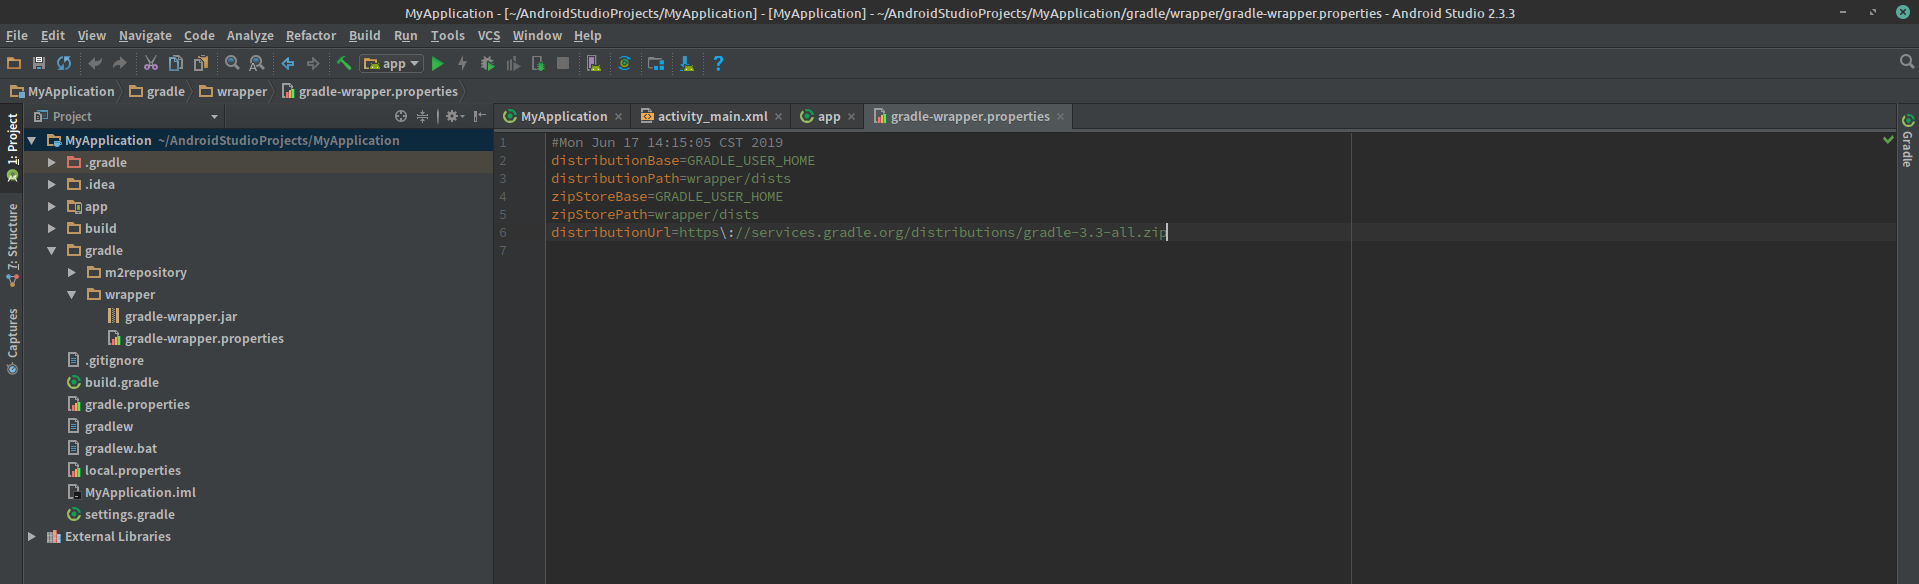 MyApplication - [~/AndroidStudioProjects/MyApplication] - [MyApplication] - ~/AndroidStudioProjects/MyApplication/gradle/wrapper/gradle-wrapper.properties - Android Studio 2.3.3
File Edit View Navigate Code Analyze Refactor Build Run Tools VCS Window Help
app
MyApplication gradle wrapper gradle-wrapper.properties
1: Project
7: Structure
Captures
Project
MyApplication ~/AndroidStudioProjects/MyApplication
.gradle
.idea
app
build
gradle
m2repository
wrapper
gradle-wrapper.jar
gradle-wrapper.properties
.gitignore
build.gradle
gradle.properties
gradlew
gradlew.bat
local.properties
MyApplication.iml
settings.gradle
External Libraries
MyApplication activity_main.xml app gradle-wrapper.properties
1 #Mon Jun 17 14:15:05 CST 2019
2 distributionBase=GRADLE_USER_HOME
3 distributionPath=wrapper/dists
4 zipStoreBase=GRADLE_USER_HOME
5 zipStorePath=wrapper/dists
6 distributionUrl=https\://services.gradle.org/distributions/gradle-3.3-all.zip
7
Gradle